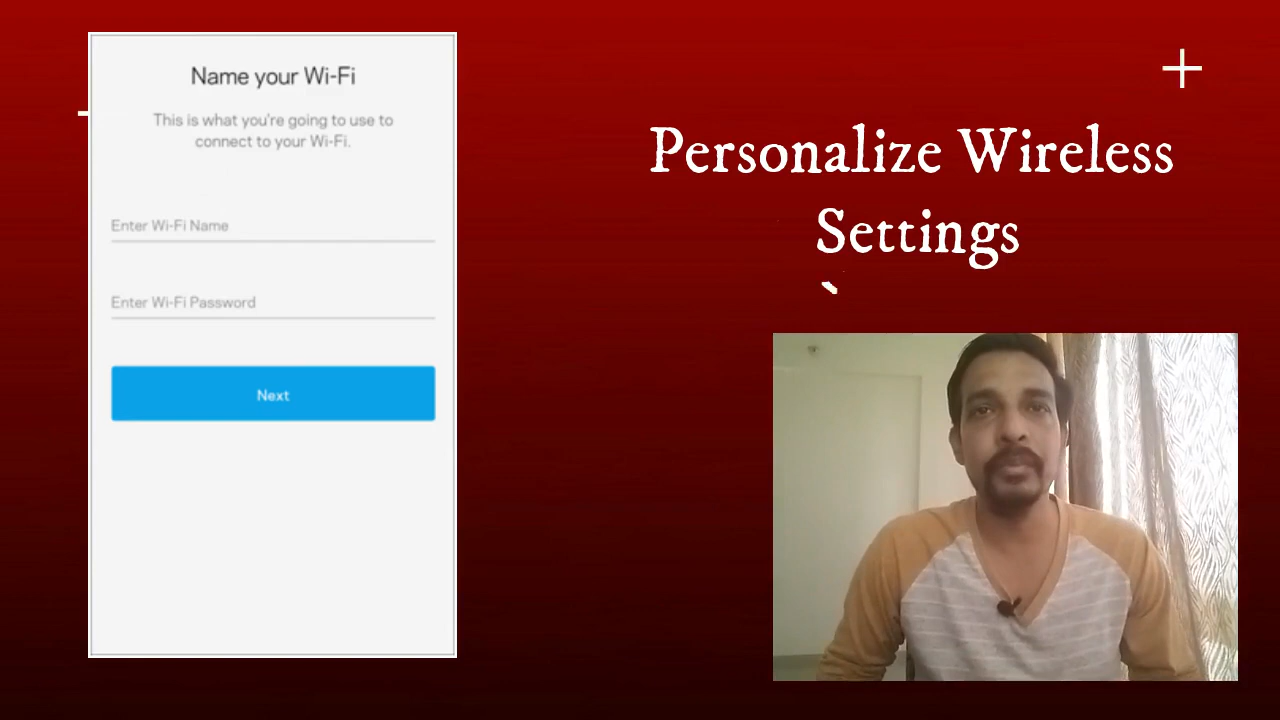 Name your Wi-Fi
This is what you're going to use to
connect to your Wi-Fi.
Enter Wi-Fi Name
Enter Wi-Fi Password
Next
Personalize Wireless
Settings
`